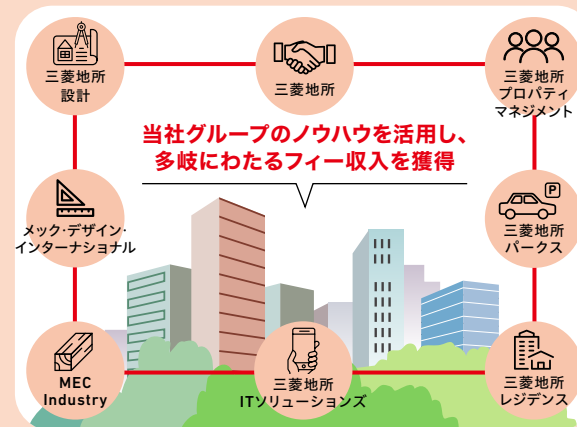 三菱地所
設計
三菱地所
三菱地所
プロパティ
マネジメント
当社グループのノウハウを活用し、
多岐にわたるフィー収入を獲得
メック・デザイン・
インターナショナル
P
三菱地所
パークス
MEC
Industry
三菱地所
ITソリューションズ
三菱地所
レジデンス